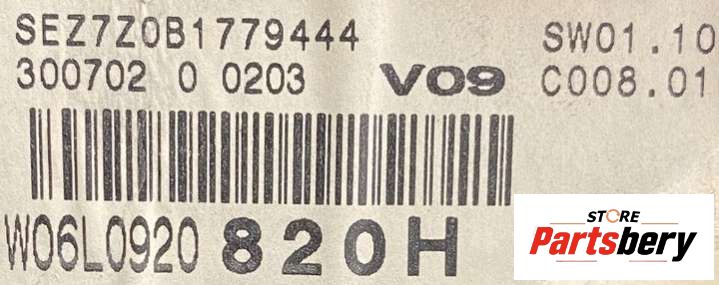 SEZ7Z0B1779444 SW01.10
300702 0 0203 V09 C008.01
W06L0920 820H
STORE
Partsbery